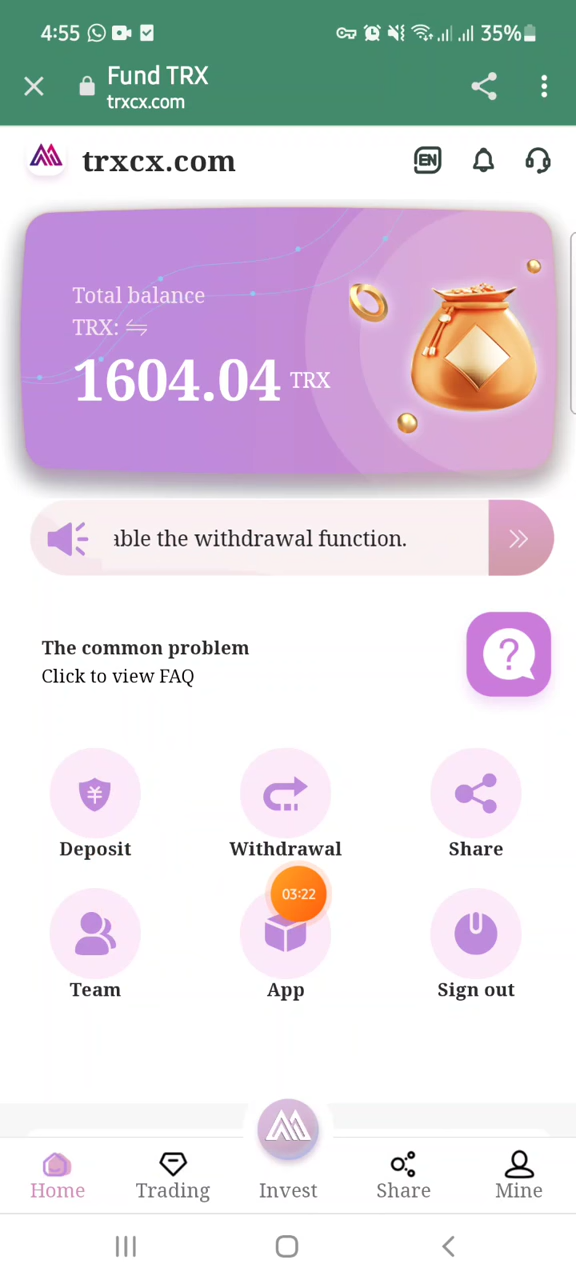 4:55
35%
Fund TRX
trxcx.com
trxcx.com
EN
Total balance
TRX:
1604.04 TRX
able the withdrawal function.
The common problem
Click to view FAQ
?
¥
Deposit
Withdrawal
Share
03:22
Team
App
Sign out
Home
Trading
Invest
Share
Mine